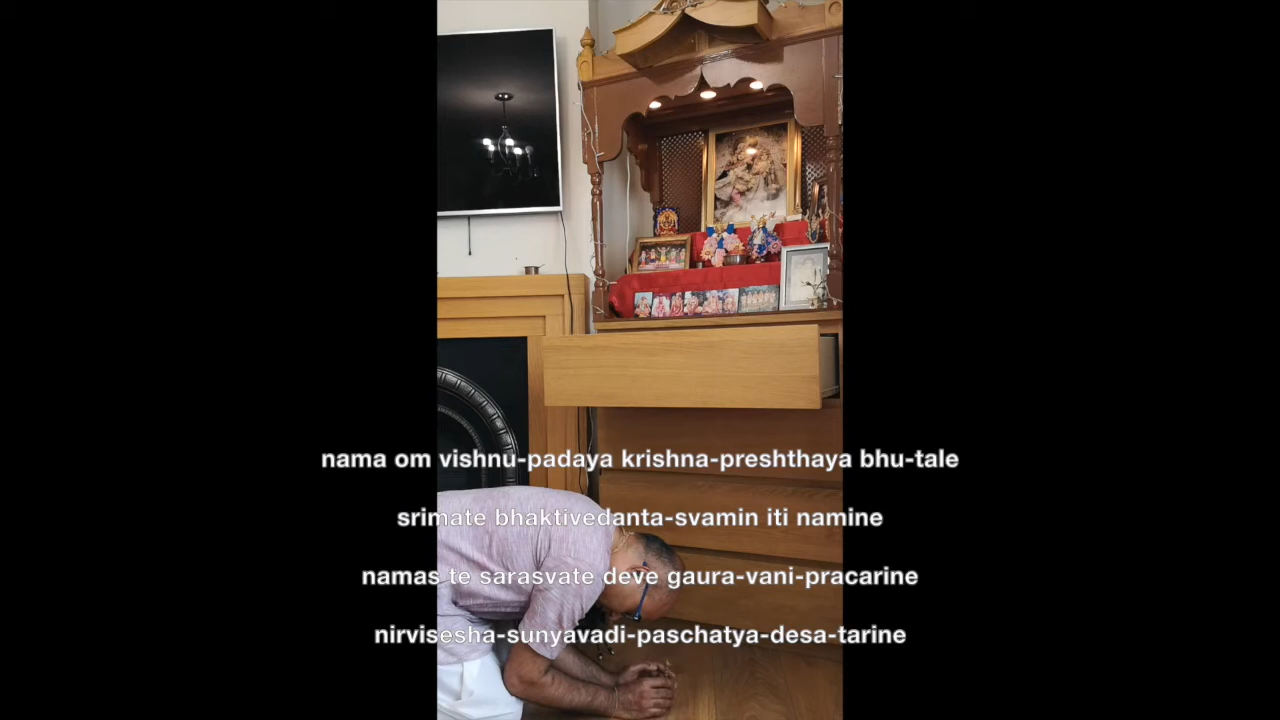 nama om vishnu-padaya krishna-preshthaya bhu-tale
srimate bhaktivedanta-svamin iti namine
namas te sarasvate deve gaura-vani-pracarine
nirvisesha-sunyavadi-paschatya-desa-tarine